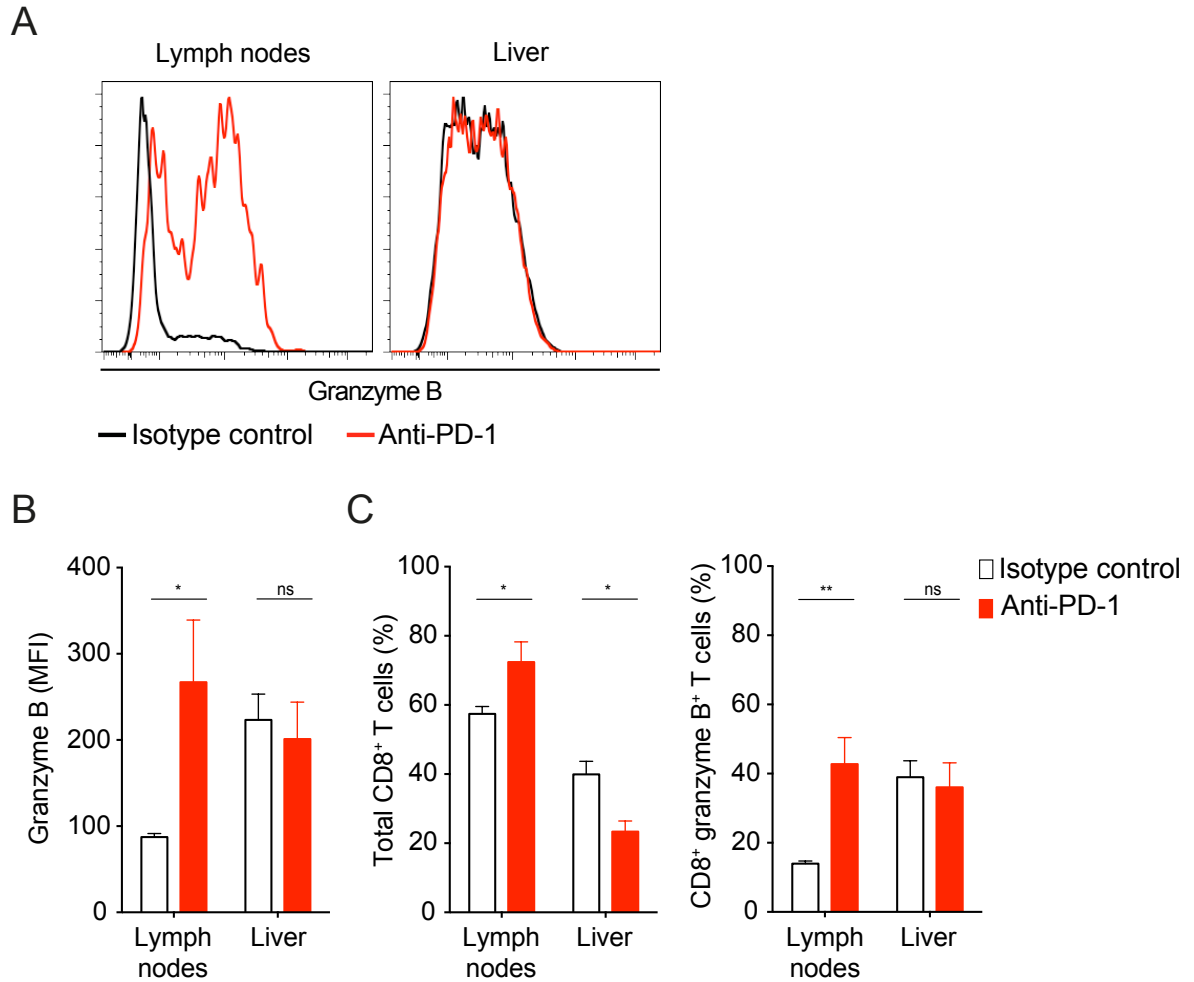 A
Lymph nodes
Liver
Granzyme B
Isotype control
Anti-PD-1
B
Granzyme B (MFI)
400
300
200
100
0
*
ns
Lymph
nodes
Liver
C
Total CD8⁺ T cells (%)
100
80
60
40
20
0
*
*
Lymph
nodes
Liver
CD8⁺ granzyme B⁺ T cells (%)
100
80
60
40
20
0
**
ns
Lymph
nodes
Liver
Isotype control
Anti-PD-1